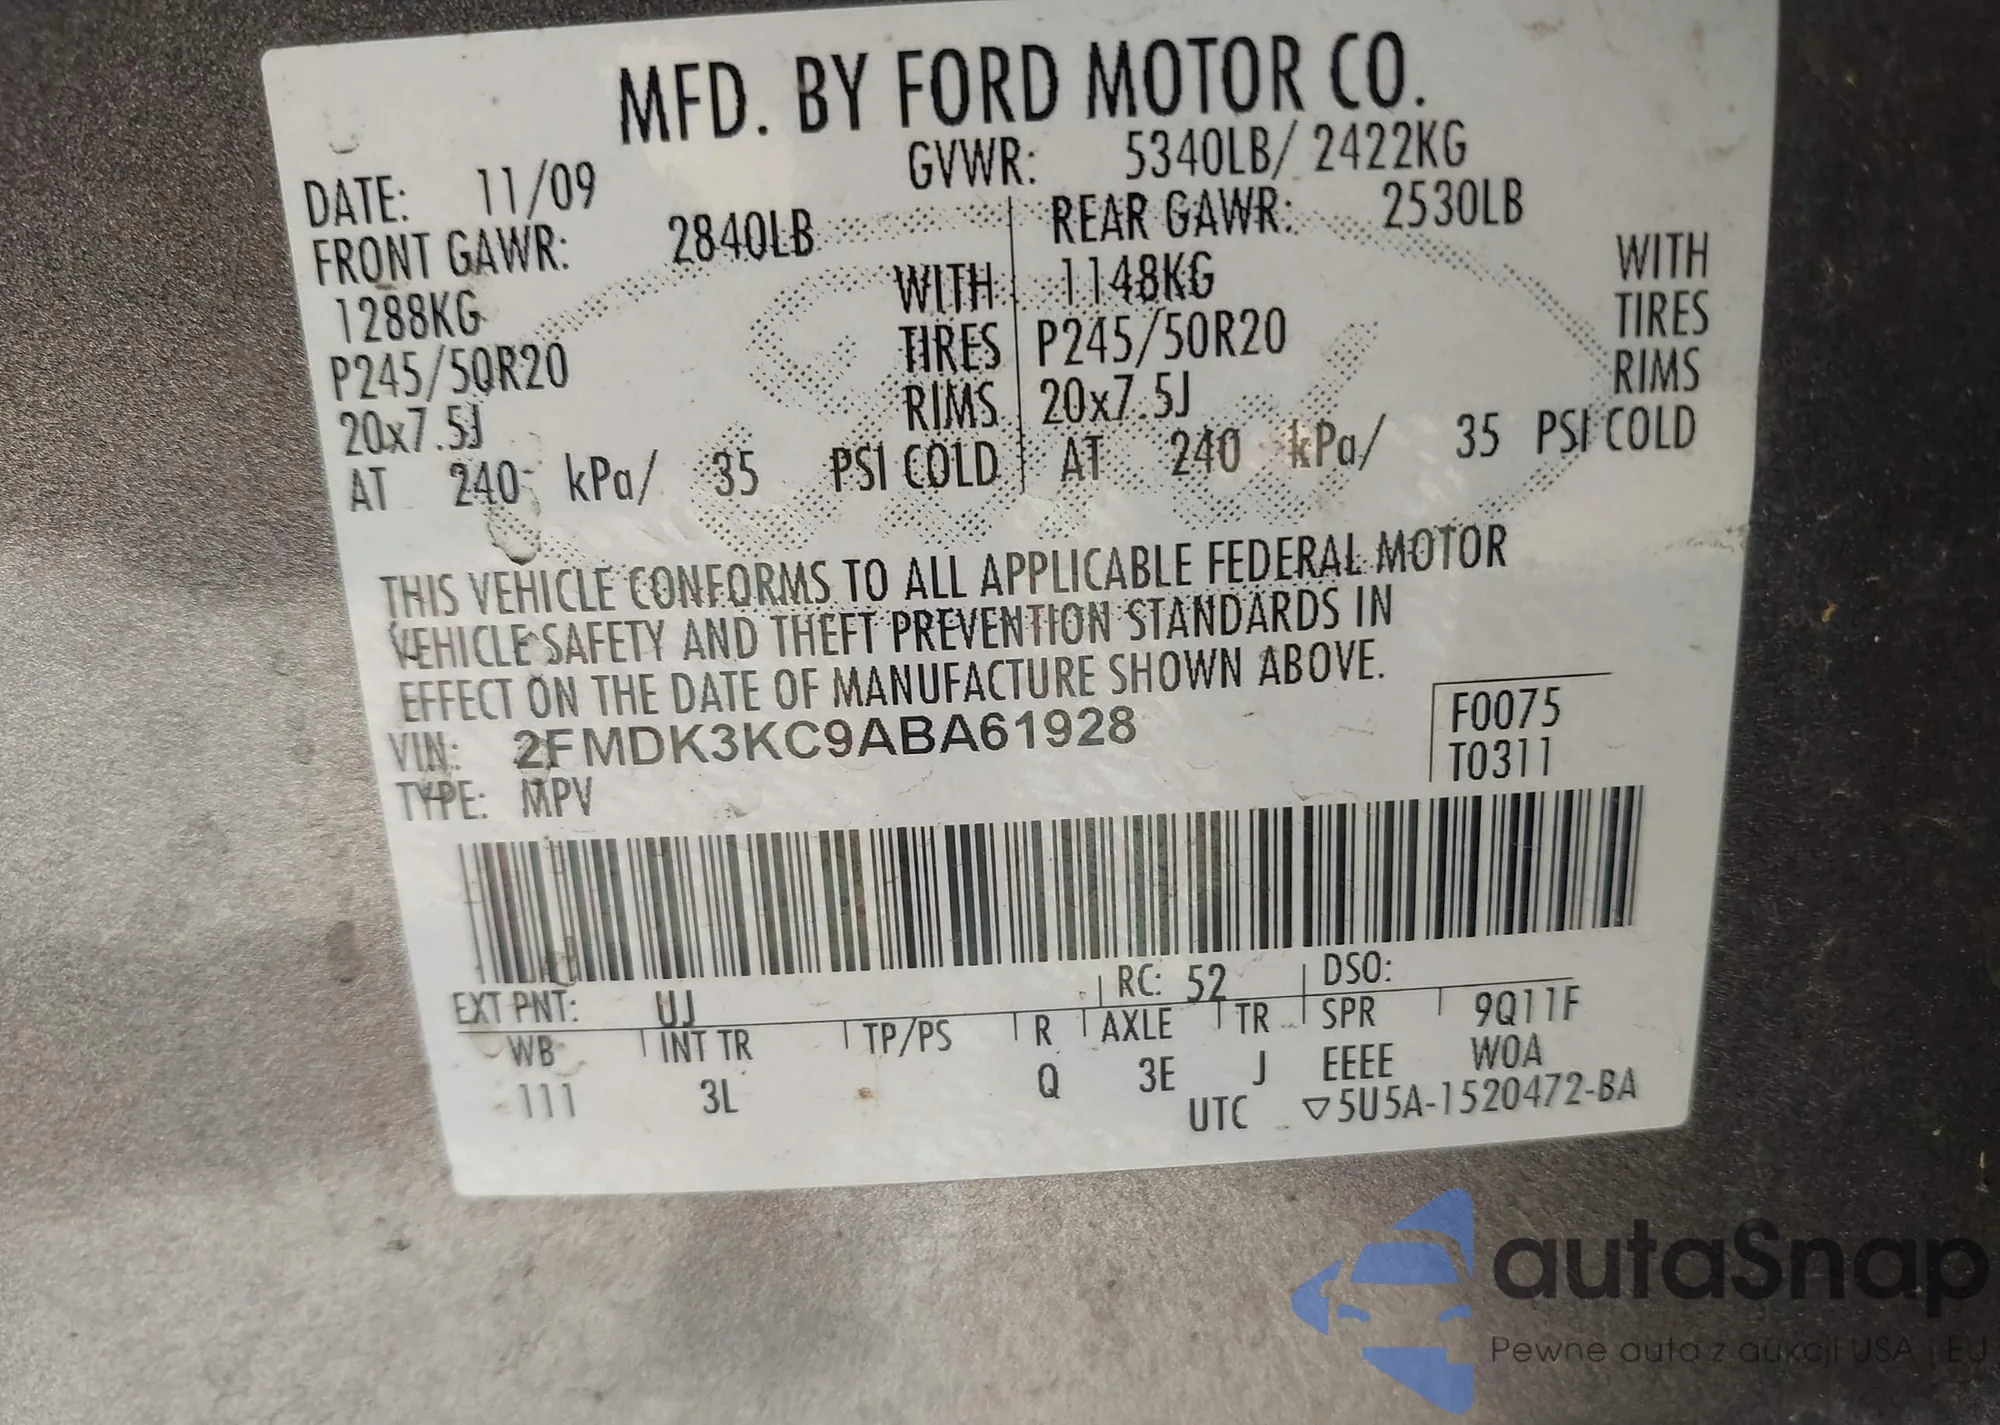 MFD. BY FORD MOTOR CO.
DATE: 11/09 GVWR: 5340LB/ 2422KG
FRONT GAWR: 2840LB REAR GAWR: 2530LB
1288KG WITH 1148KG WITH
P245/50R20 TIRES P245/50R20 TIRES
20x7.5J RIMS 20x7.5J RIMS
AT 240 kPa/ 35 PSI COLD AT 240 kPa/ 35 PSI COLD
THIS VEHICLE CONFORMS TO ALL APPLICABLE FEDERAL MOTOR
VEHICLE SAFETY AND THEFT PREVENTION STANDARDS IN
EFFECT ON THE DATE OF MANUFACTURE SHOWN ABOVE.
VIN: 2FMDK3KC9ABA61928 F0075
TYPE: MPV T0311
EXT PNT: UJ RC: 52 DSO:
WB INT TR TP/PS R AXLE TR SPR 9Q11F
111 3L Q 3E J EEEE W0A
UTC ▽5U5A-1520472-BA
autaSnap
Pewne auta z aukcji USA i EU